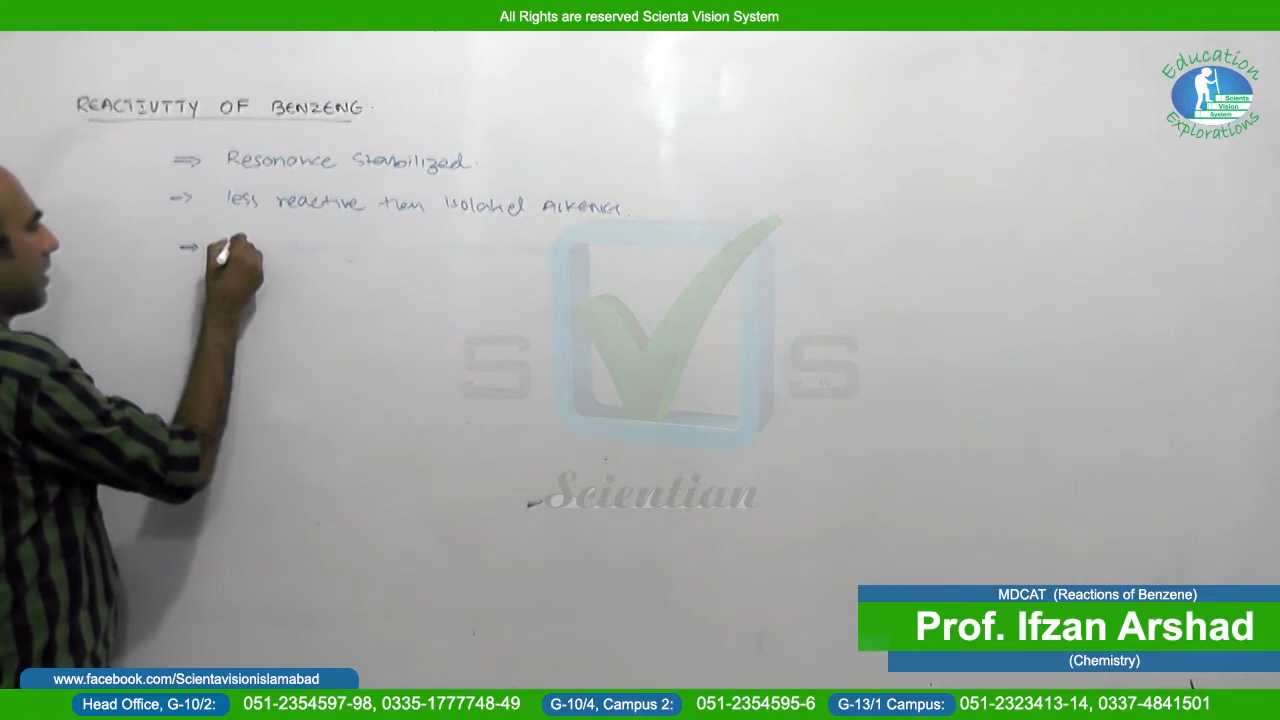 All Rights are reserved Scienta Vision System
Education
Scienta
Vision
System
Explorations
REACTIVTTY OF BENZENG.
⇒ Resonance Stabilized.
→ less reactive then isolated Alkenes.
⇒
S S
Scientian
MDCAT (Reactions of Benzene)
Prof. Ifzan Arshad
(Chemistry)
www.facebook.com/Scientavisionislamabad
Head Office, G-10/2: 051-2354597-98, 0335-1777748-49 G-10/4, Campus 2: 051-2354595-6 G-13/1 Campus: 051-2323413-14, 0337-4841501